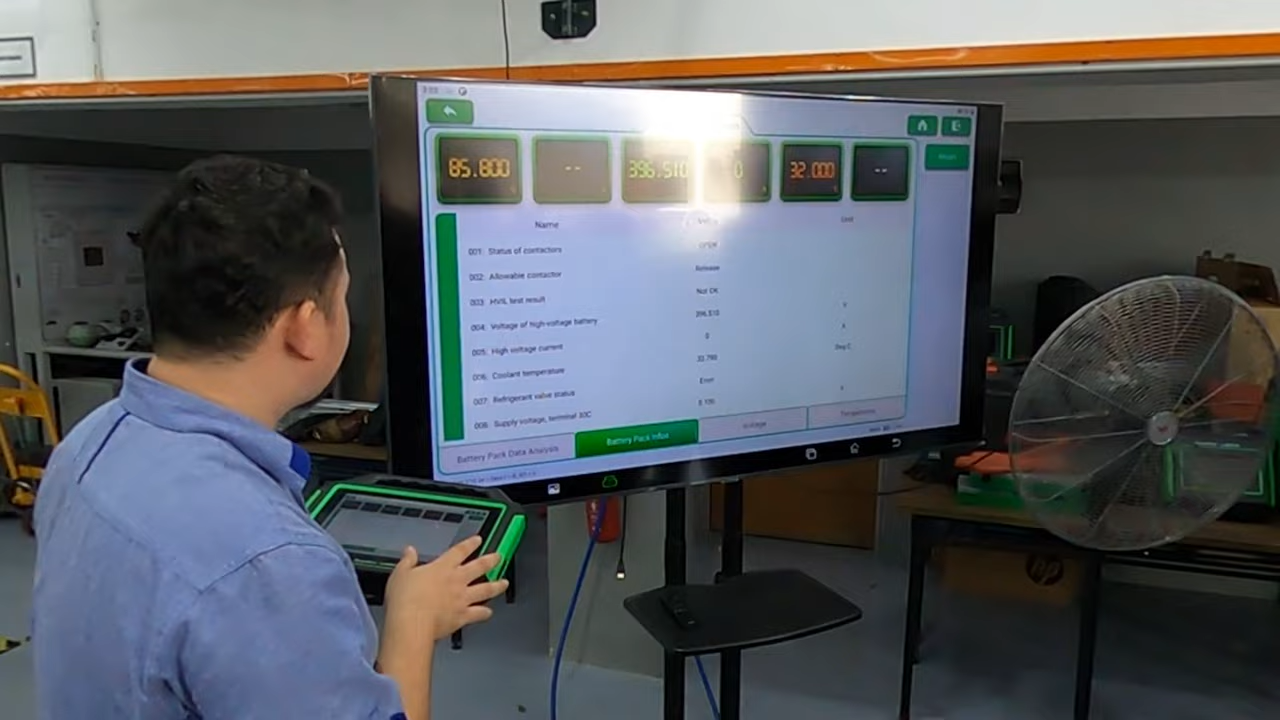 85.800 -- 396.510 0 32.000 --
Name
001: Status of contactors OPEN
002: Allowable contactor Release
003: HVIL test result Not OK
004: Voltage of high-voltage battery 396.510 V
005: High voltage current 0 A
006: Coolant temperature 33.790 Deg C
007: Refrigerant valve status Error
008: Supply voltage, terminal 30C
Battery Pack Data Analysis Battery Pack Infos Voltage Temperature
hp